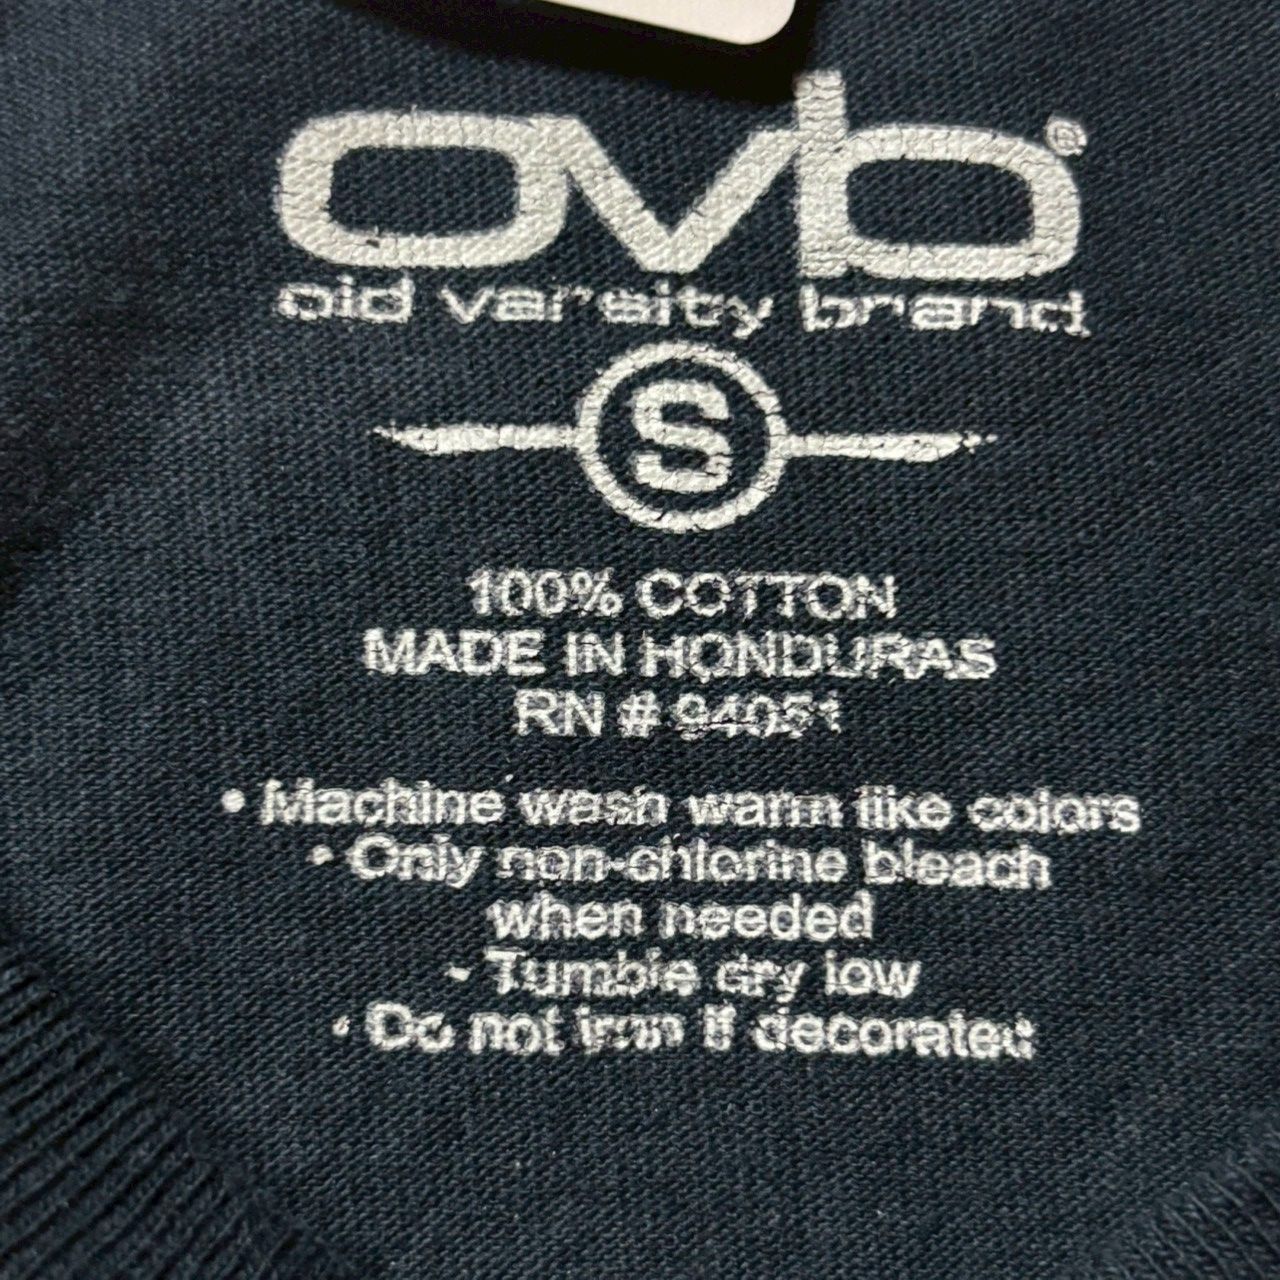 ovb®
old varsity brand
S
100% COTTON
MADE IN HONDURAS
RN # 94051
• Machine wash warm like colors
• Only non-chlorine bleach
when needed
• Tumble dry low
• Do not iron if decorated